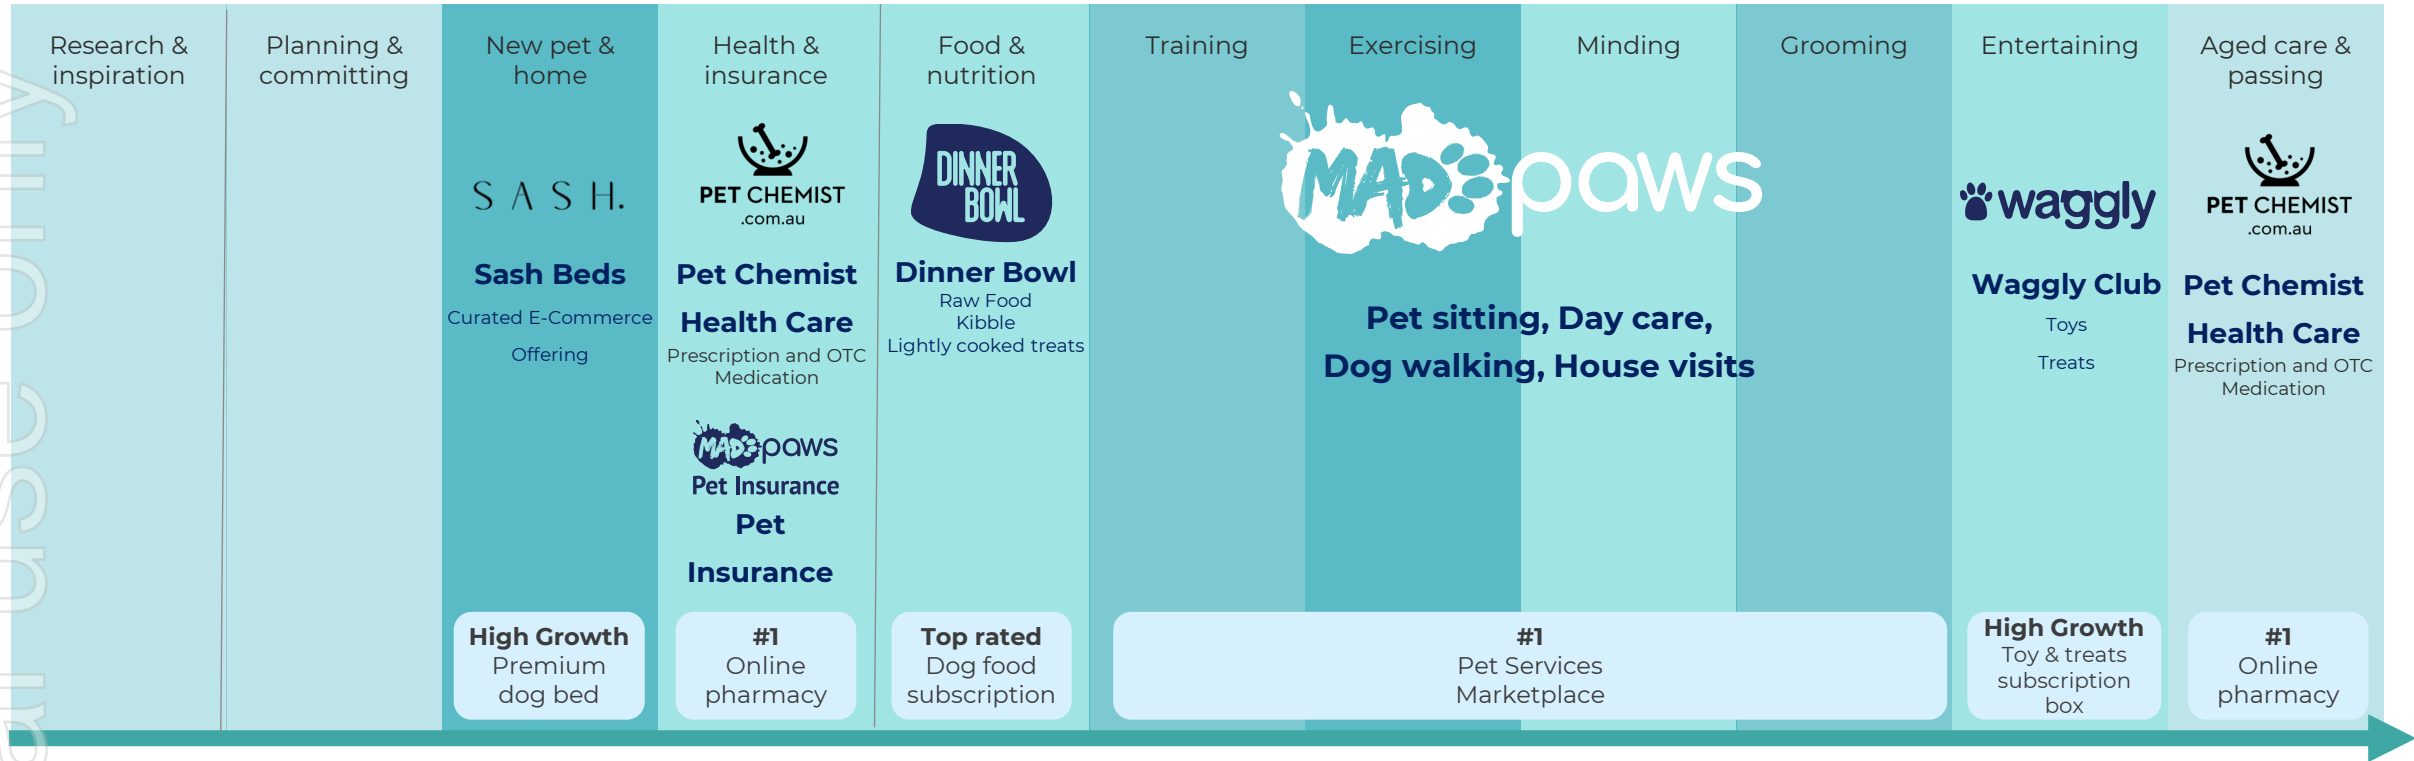 Research &
inspiration
Planning &
committing
New pet &
home
Health &
insurance
Food &
nutrition
Training
Exercising
Minding
Grooming
Entertaining
Aged care &
passing
SASH.
Sash Beds
Curated E-Commerce
Offering
High Growth
Premium
dog bed
PET CHEMIST
.com.au
Pet Chemist
Health Care
Prescription and OTC
Medication
MAD paws
Pet Insurance
Pet
Insurance
#1
Online
pharmacy
DINNER
BOWL
Dinner Bowl
Raw Food
Kibble
Lightly cooked treats
Top rated
Dog food
subscription
MAD paws
Pet sitting, Day care,
Dog walking, House visits
#1
Pet Services
Marketplace
waggly
Waggly Club
Toys
Treats
High Growth
Toy & treats
subscription
box
PET CHEMIST
.com.au
Pet Chemist
Health Care
Prescription and OTC
Medication
#1
Online
pharmacy
use only